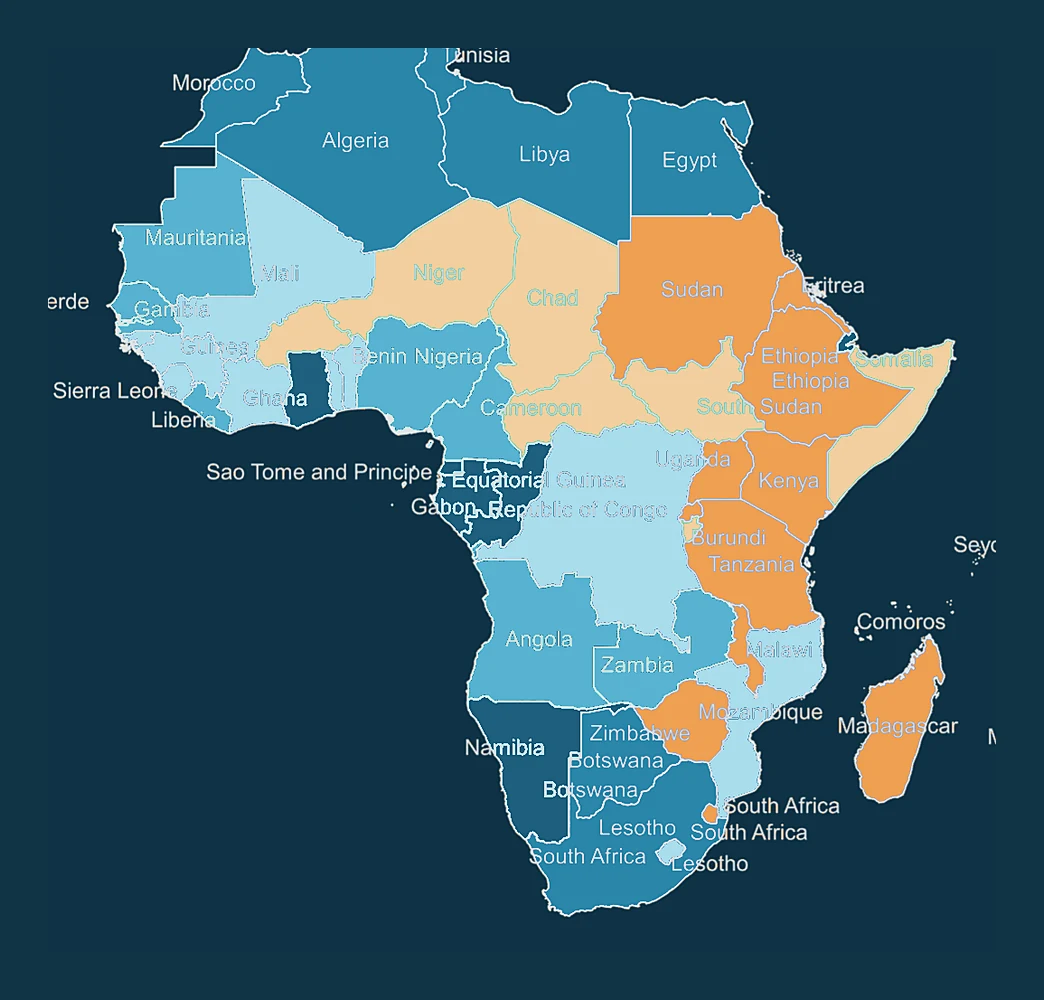 unisia
Morocco
Algeria
Libya
Egypt
Mauritania
Mali
Niger
Chad
Sudan
Eritrea
erde
Gambia
Guinea
Benin Nigeria
Ethiopia
Somalia
Ethiopia
Sierra Leone
Ghana
Cameroon
South Sudan
Liberia
Uganda
Sao Tome and Principe
Equatorial Guinea
Kenya
Gabon
Republic of Congo
Burundi
Seyc
Tanzania
Comoros
Angola
Malawi
Zambia
Mozambique
Madagascar
Zimbabwe
M
Namibia
Botswana
Botswana
South Africa
Lesotho
South Africa
South Africa
Lesotho